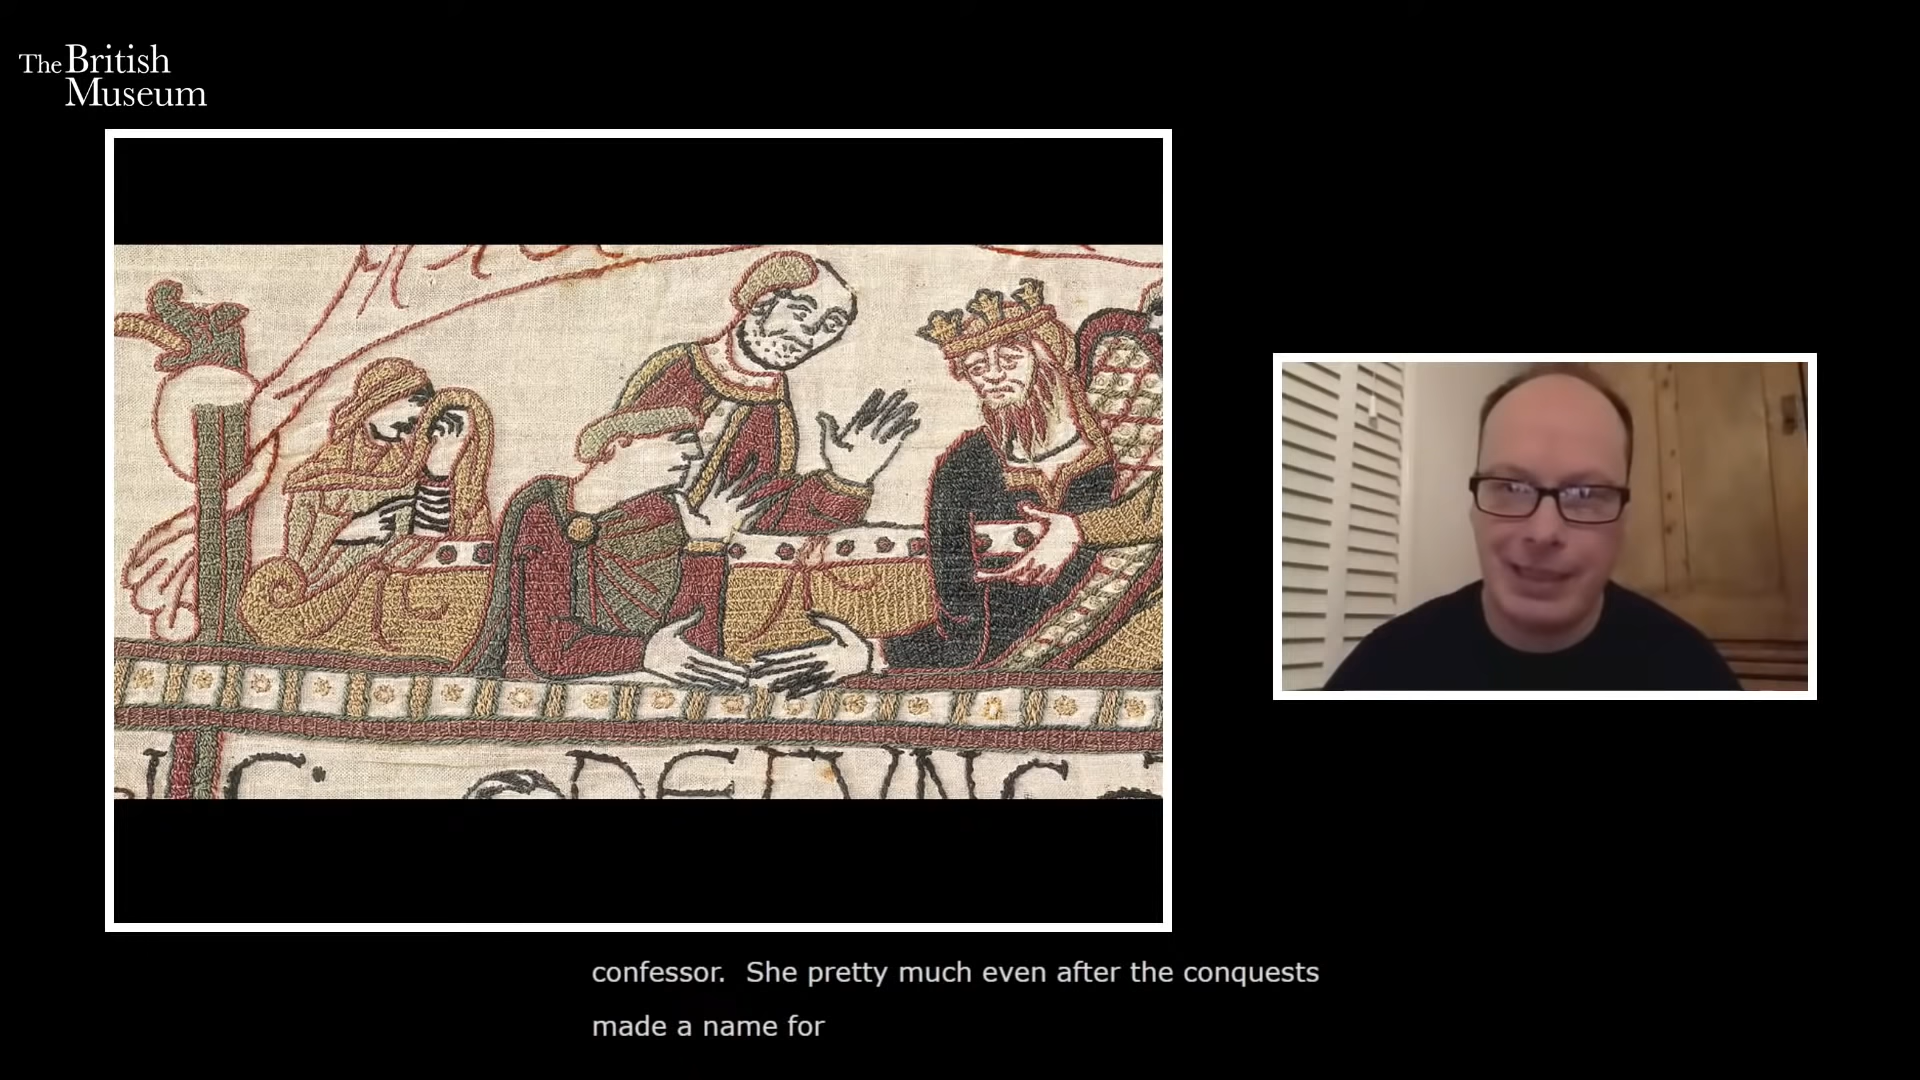 The British
Museum
confessor. She pretty much even after the conquests
made a name for